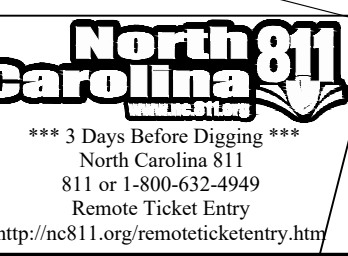 North 811
Carolina
www.nc811.org
*** 3 Days Before Digging ***
North Carolina 811
811 or 1-800-632-4949
Remote Ticket Entry
http://nc811.org/remoteticketentry.htm